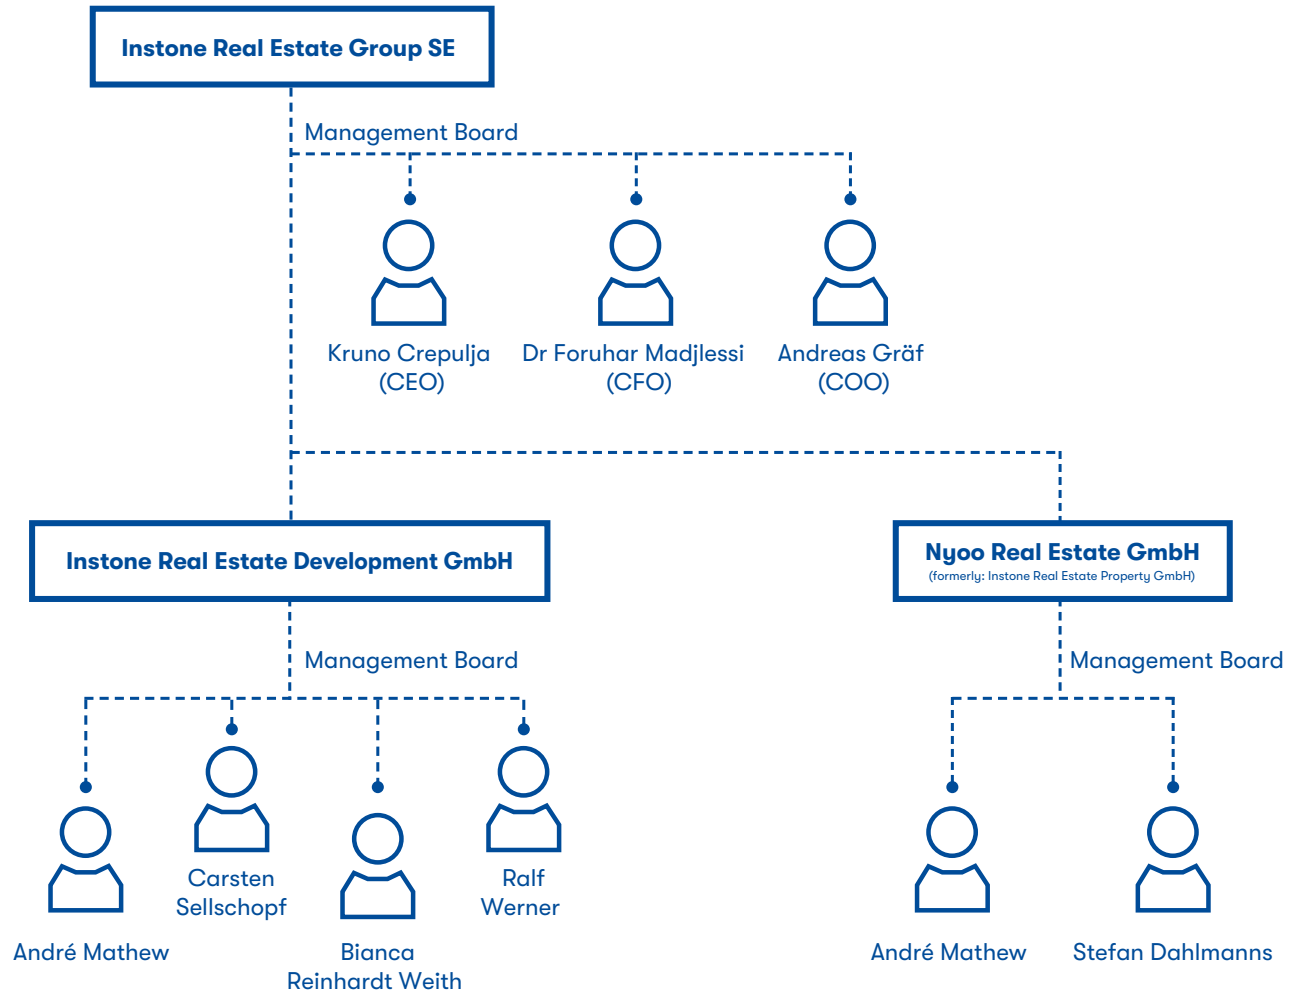 Instone Real Estate Group SE
Management Board
Kruno Crepulja
(CEO)
Dr Foruhar Madjlessi
(CFO)
Andreas Gräf
(COO)
Instone Real Estate Development GmbH
Nyoo Real Estate GmbH
(formerly: Instone Real Estate Property GmbH)
Management Board
Management Board
André Mathew
Carsten
Sellschopf
Bianca
Reinhardt Weith
Ralf
Werner
André Mathew
Stefan Dahlmanns